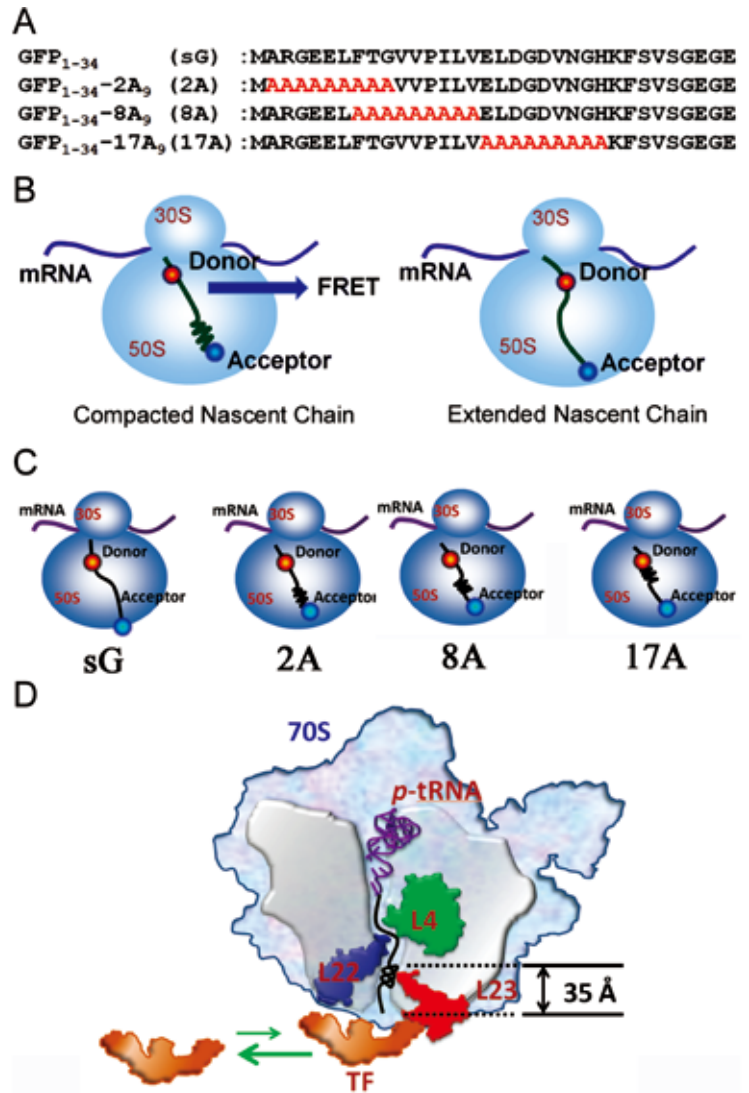 A
GFP₁₋₃₄ (sG) :MARGEELFTGVVPILVELDGDVNGHKFSVSGEGE
GFP₁₋₃₄-2A₉ (2A) :MAAAAAAAAAVVPILVELDGDVNGHKFSVSGEGE
GFP₁₋₃₄-8A₉ (8A) :MARGEELAAAAAAAAAELDGDVNGHKFSVSGEGE
GFP₁₋₃₄-17A₉ (17A) :MARGEELFTGVVPILVAAAAAAAAAKFSVSGEGE
B
30S
30S
mRNA
Donor
FRET
mRNA
Donor
50S
Acceptor
50S
Acceptor
Compacted Nascent Chain
Extended Nascent Chain
C
mRNA 30S
mRNA 30S
mRNA 30S
mRNA 30S
Donor
Donor
Donor
Donor
50S Acceptor
50S Acceptor
50S Acceptor
50S Acceptor
sG
2A
8A
17A
D
70S
p-tRNA
L4
L22
L23
35 Å
TF